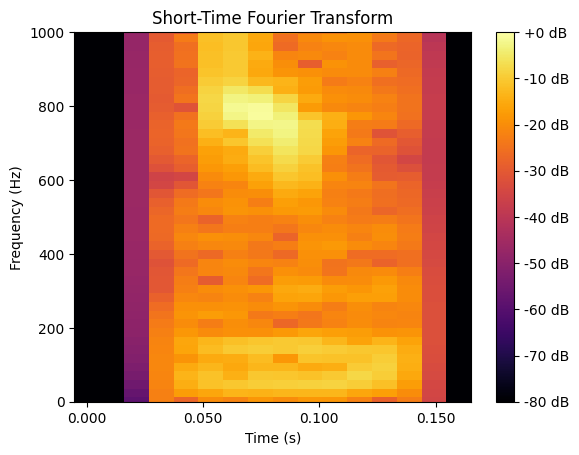 Short-Time Fourier Transform
1000
800
600
400
200
0
Frequency (Hz)
0.000
0.050
0.100
0.150
Time (s)
+0 dB
-10 dB
-20 dB
-30 dB
-40 dB
-50 dB
-60 dB
-70 dB
-80 dB